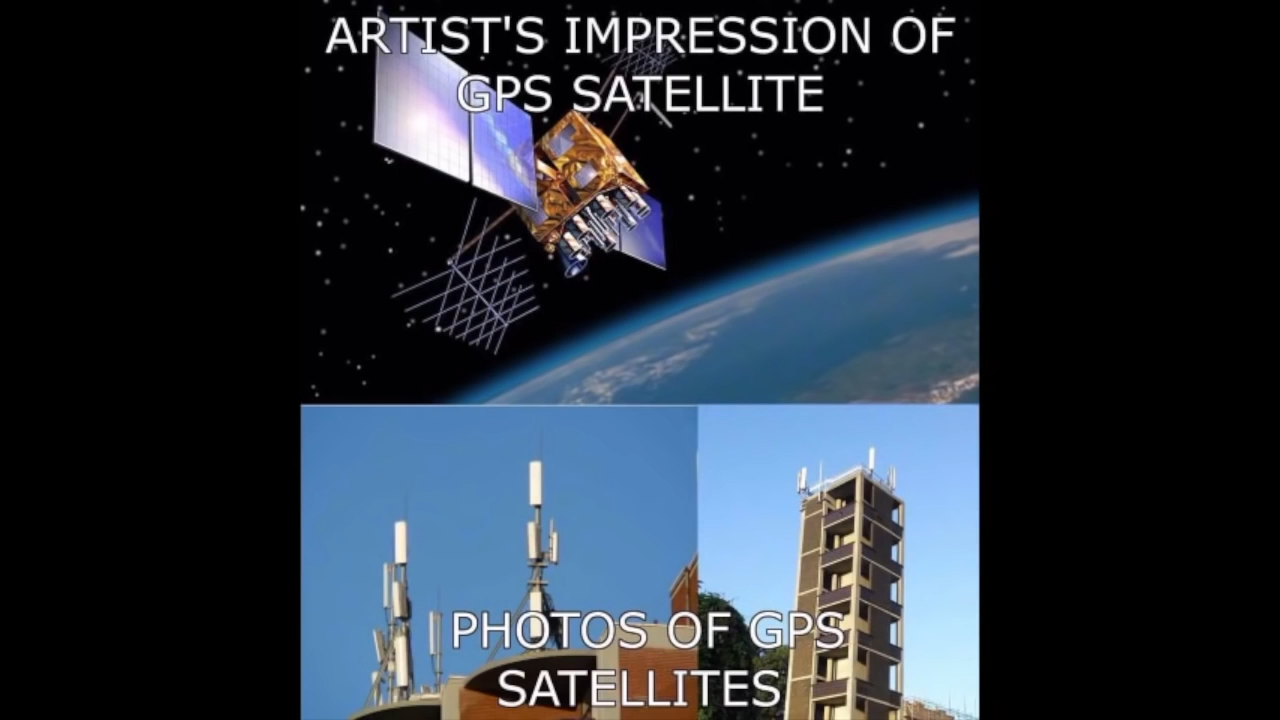 ARTIST'S IMPRESSION OF
GPS SATELLITE
PHOTOS OF GPS
SATELLITES